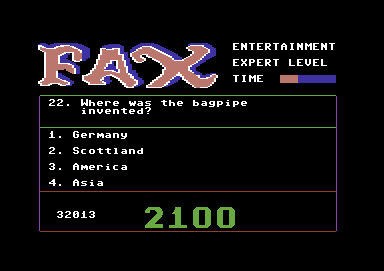 FAX
ENTERTAINMENT
EXPERT LEVEL
TIME
22. Where was the bagpipe
invented?
1. Germany
2. Scottland
3. America
4. Asia
32013
2100